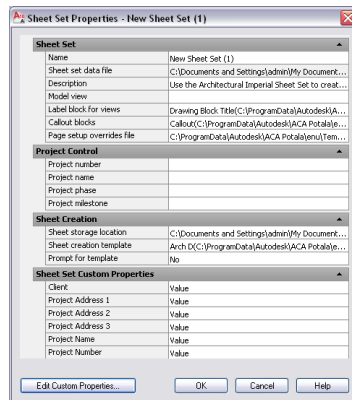 Sheet Set Properties - New Sheet Set (1)
Sheet Set
Name New Sheet Set (1)
Sheet set data file C:\Documents and Settings\admin\My Document...
Description Use the Architectural Imperial Sheet Set to creat...
Model view
Label block for views Drawing Block Title(C:\ProgramData\Autodesk\A...
Callout blocks Callout(C:\ProgramData\Autodesk\ACA Potala\e...
Page setup overrides file C:\ProgramData\Autodesk\ACA Potala\enu\Tem...
Project Control
Project number
Project name
Project phase
Project milestone
Sheet Creation
Sheet storage location C:\Documents and Settings\admin\My Document...
Sheet creation template Arch D(C:\ProgramData\Autodesk\ACA Potala\e...
Prompt for template No
Sheet Set Custom Properties
Client Value
Project Address 1 Value
Project Address 2 Value
Project Address 3 Value
Project Name Value
Project Number Value
Edit Custom Properties... OK Cancel Help